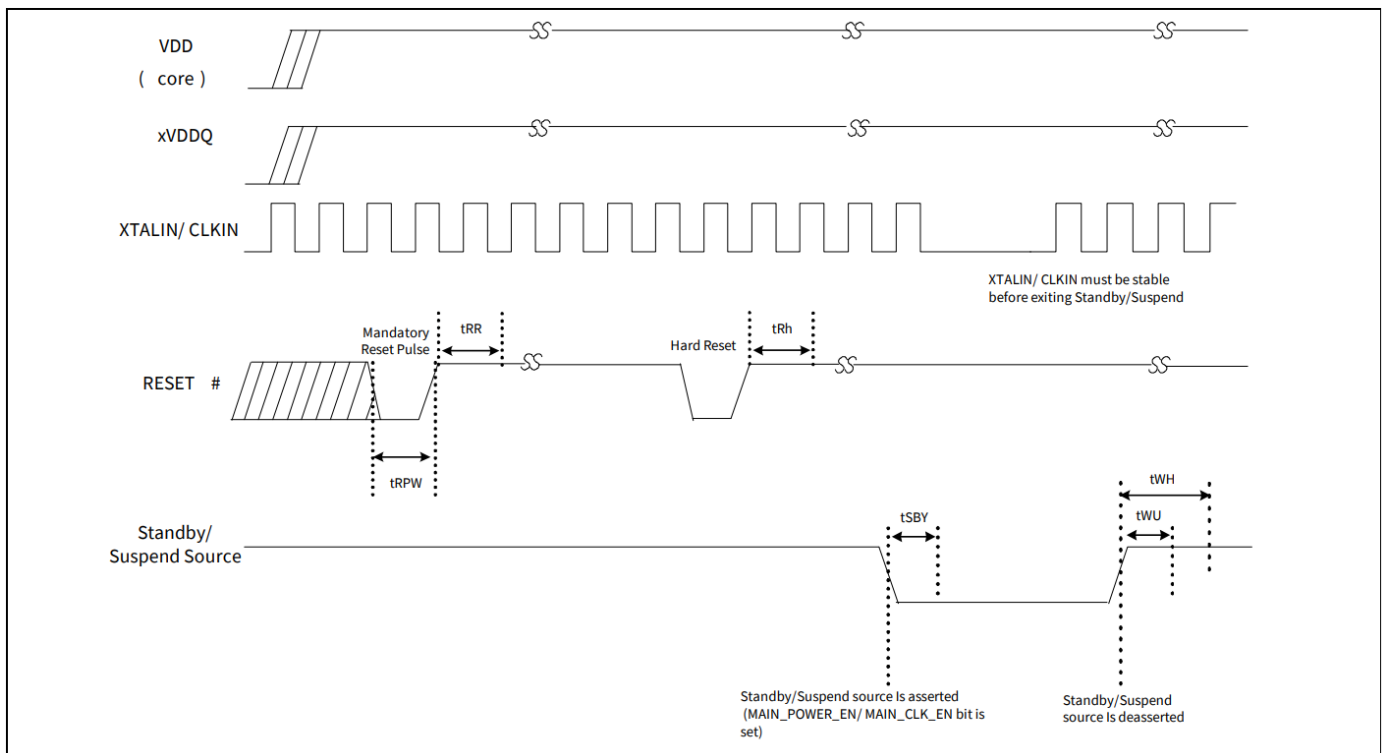 VDD
( core )
xVDDQ
XTALIN/ CLKIN
XTALIN/ CLKIN must be stable
before exiting Standby/Suspend
Mandatory
Reset Pulse
tRR
Hard Reset
tRh
RESET #
tRPW
tWH
tSBY
tWU
Standby/
Suspend Source
Standby/Suspend source Is asserted
(MAIN_POWER_EN/ MAIN_CLK_EN bit is
set)
Standby/Suspend
source Is deasserted